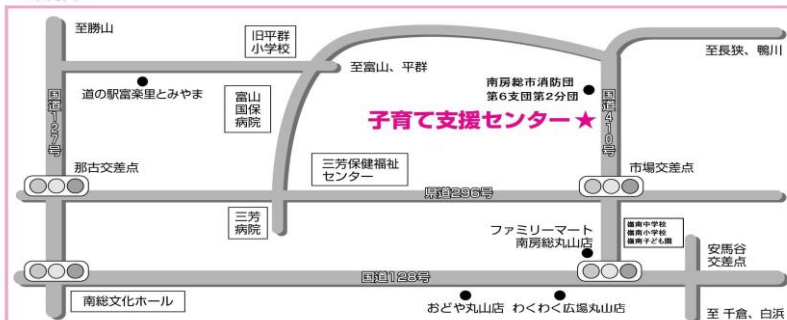 至勝山
旧平群
小学校
至長狭、鴨川
至富山、平群
道の駅富楽里とみやま
南房総市消防団
第6支団第2分団
富山
国保
病院
国道127号
国道410号
子育て支援センター★
那古交差点
三芳保健福祉
センター
市場交差点
県道296号
三芳
病院
ファミリーマート
南房総丸山店
嶺南中学校
嶺南小学校
嶺南子ども園
安馬谷
交差点
国道128号
南総文化ホール
おどや丸山店
わくわく広場丸山店
至 千倉、白浜